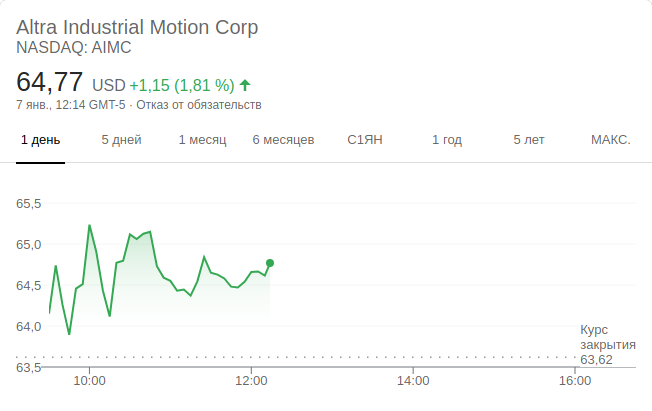 Altra Industrial Motion Corp
NASDAQ: AIMC
64,77 USD +1,15 (1,81 %)
7 янв., 12:14 GMT-5 · Отказ от обязательств
1 день 5 дней 1 месяц 6 месяцев С1ЯН 1 год 5 лет МАКС.
65,5
65,0
64,5
64,0
63,5
Курс
закрытия
63,62
10:00 12:00 14:00 16:00